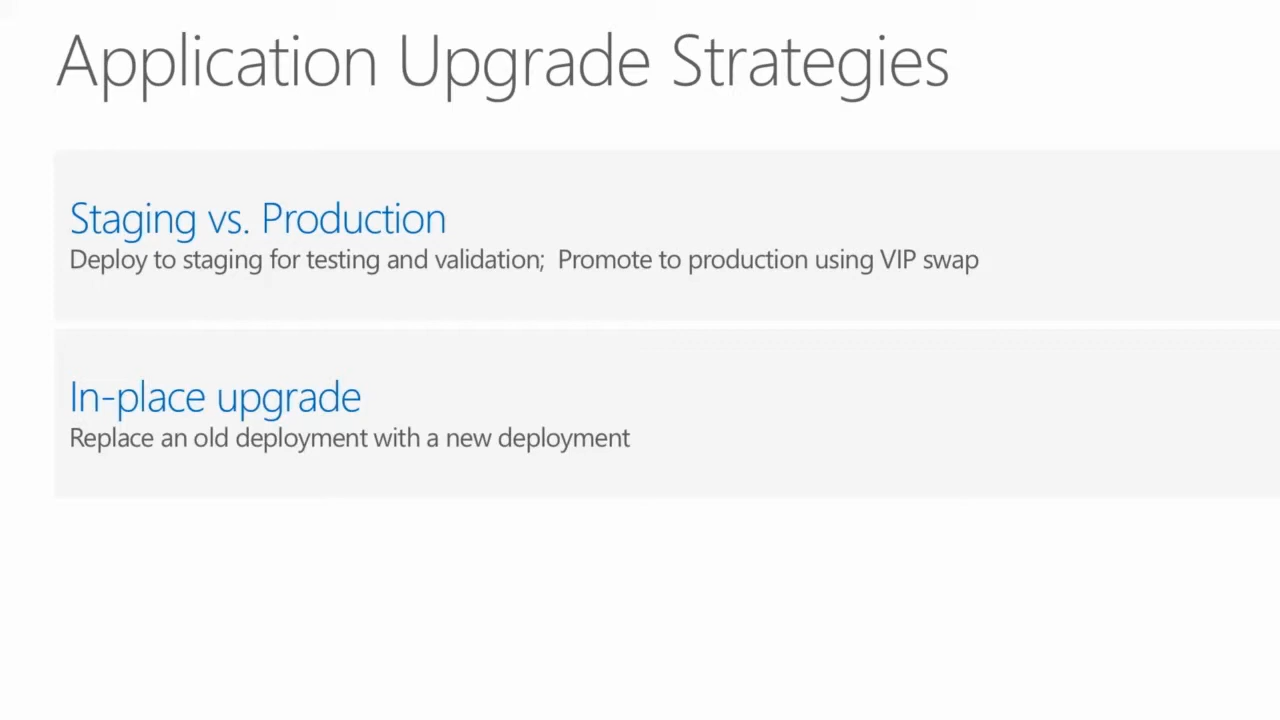 Application Upgrade Strategies
Staging vs. Production
Deploy to staging for testing and validation;  Promote to production using VIP swap
In-place upgrade
Replace an old deployment with a new deployment